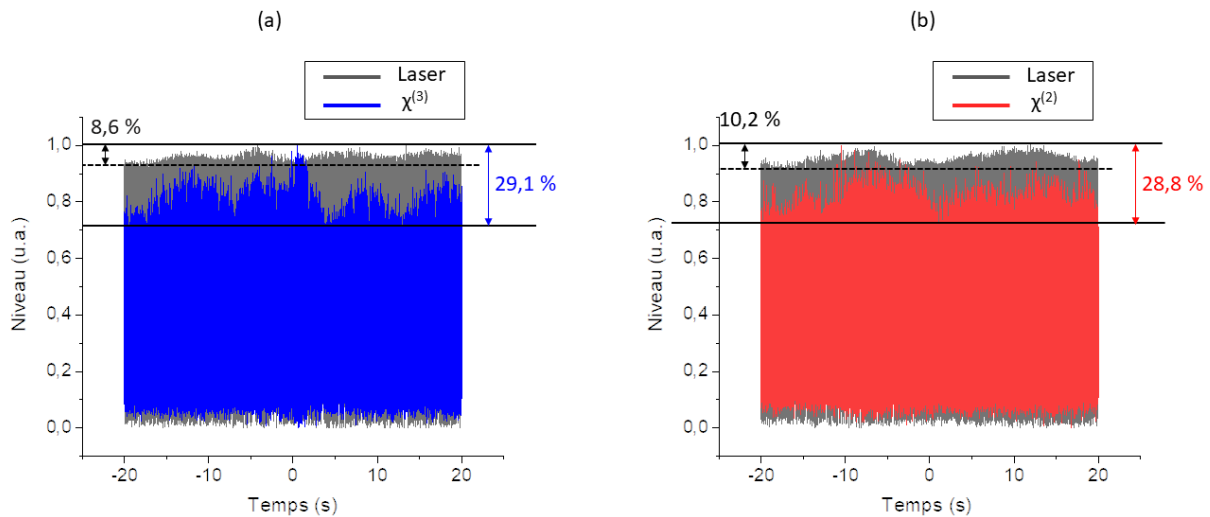 (a)
Laser
χ(3)
8,6 %
29,1 %
1,0
0,8
0,6
0,4
0,2
0,0
Niveau (u.a.)
-20
-10
0
10
20
Temps (s)
(b)
Laser
χ(2)
10,2 %
28,8 %
1,0
0,8
0,6
0,4
0,2
0,0
Niveau (u.a.)
-20
-10
0
10
20
Temps (s)